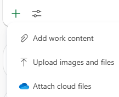 Add work content
Upload images and files
Attach cloud files